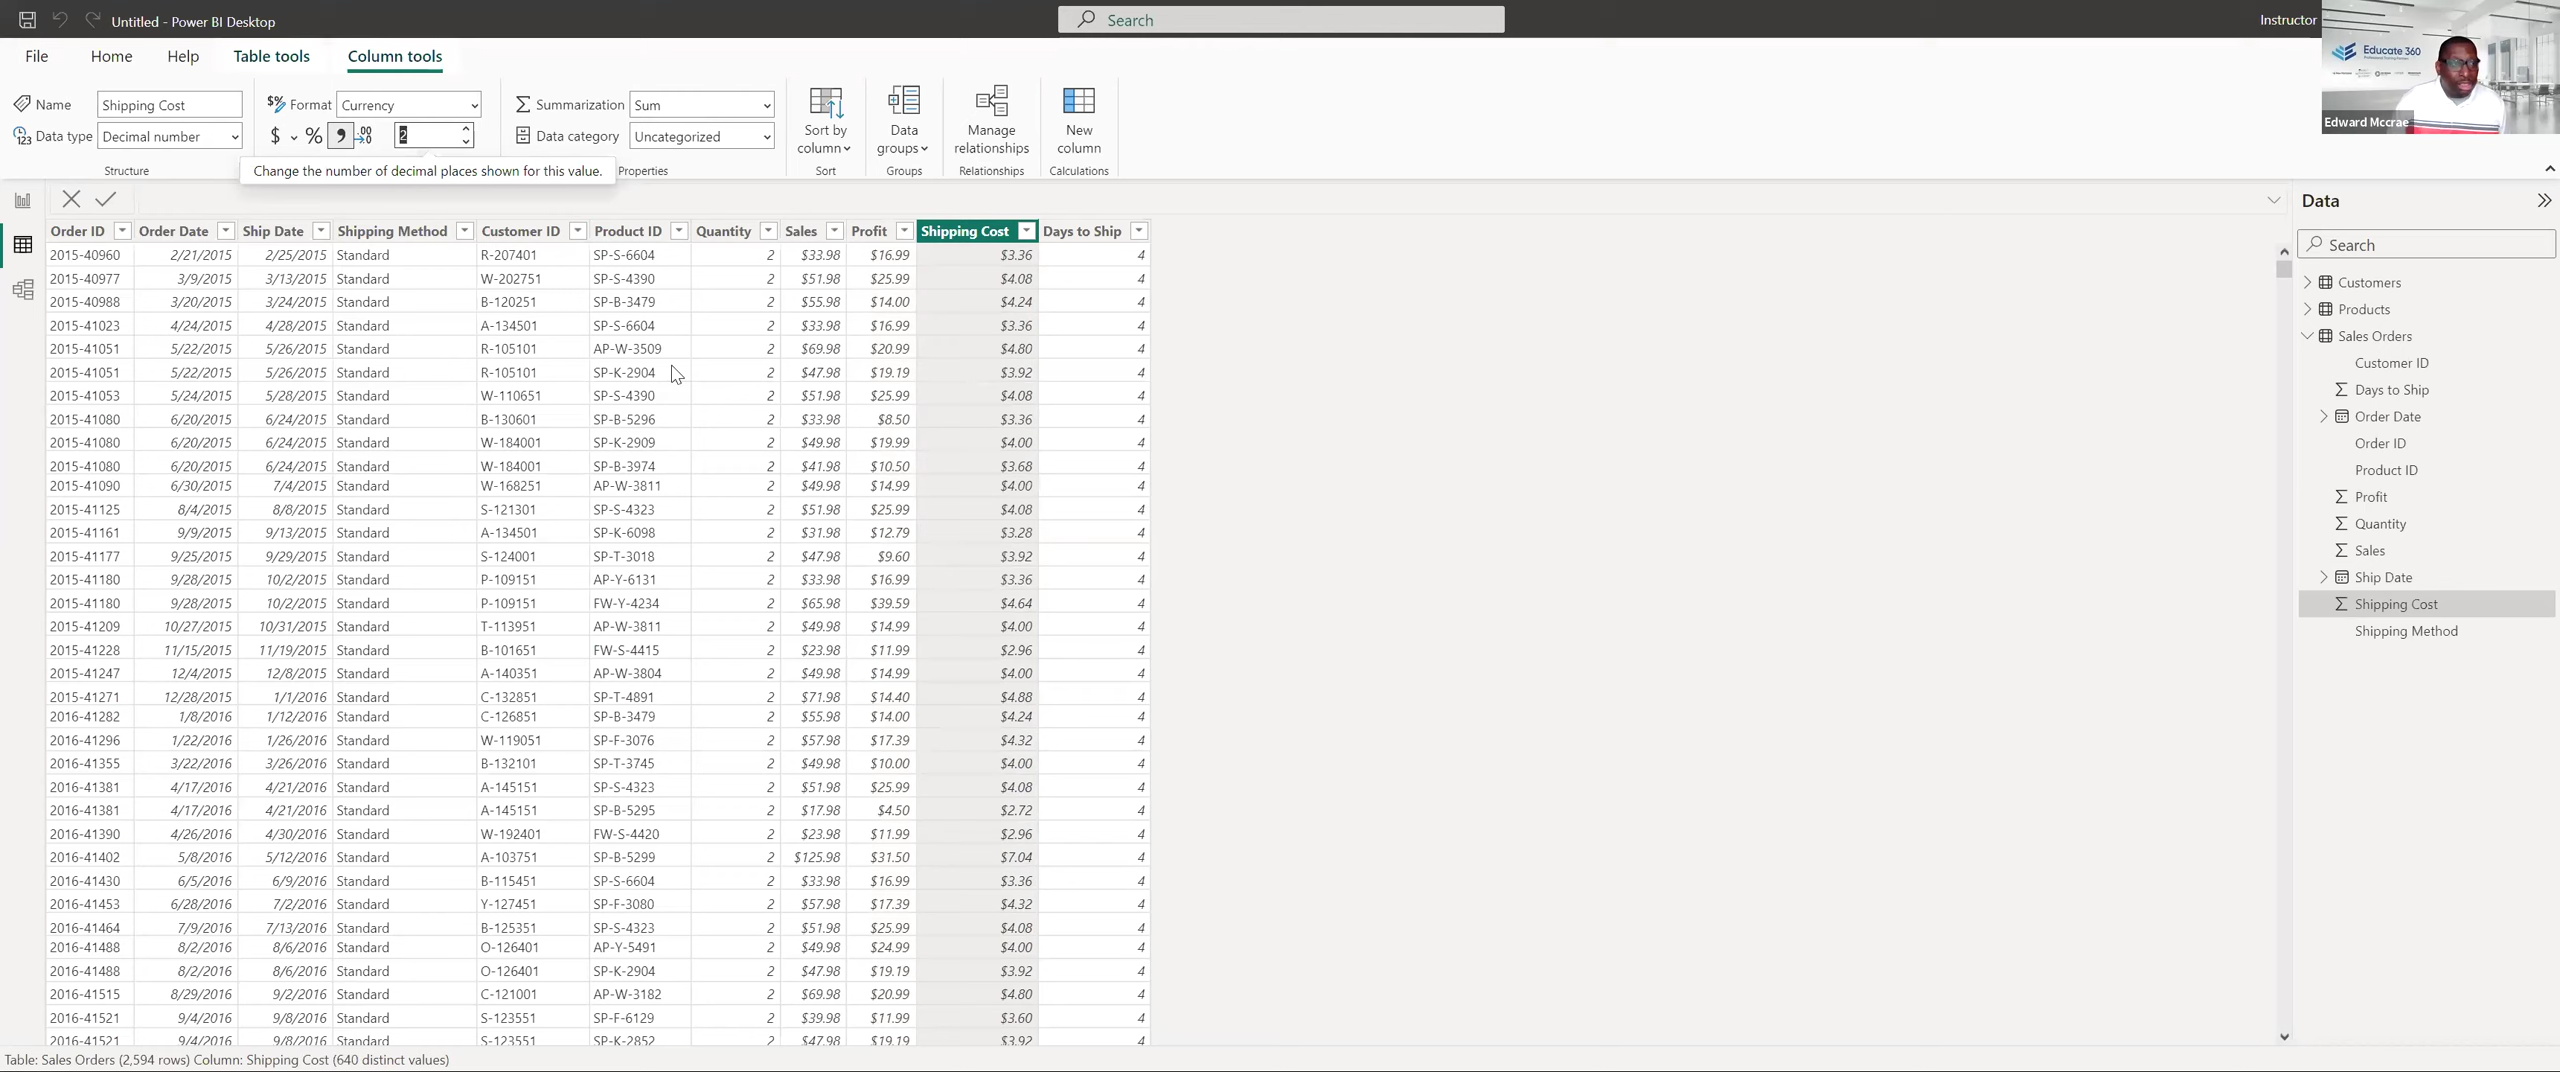 Untitled - Power BI Desktop
Search
Instructor
Educate 360
Edward Mccrae
File Home Help Table tools Column tools
Name Shipping Cost
Format Currency
Summarization Sum
Data type Decimal number
$ % 2
Data category Uncategorized
Sort by column
Data groups
Manage relationships
New column
Structure Properties Sort Groups Relationships Calculations
Change the number of decimal places shown for this value.
Order ID Order Date Ship Date Shipping Method Customer ID Product ID Quantity Sales Profit Shipping Cost Days to Ship
2015-40960 2/21/2015 2/25/2015 Standard R-207401 SP-S-6604 2 $33.98 $16.99 $3.36 4
2015-40977 3/9/2015 3/13/2015 Standard W-202751 SP-S-4390 2 $51.98 $25.99 $4.08 4
2015-40988 3/20/2015 3/24/2015 Standard B-120251 SP-B-3479 2 $55.98 $14.00 $4.24 4
2015-41023 4/24/2015 4/28/2015 Standard A-134501 SP-S-6604 2 $33.98 $16.99 $3.36 4
2015-41051 5/22/2015 5/26/2015 Standard R-105101 AP-W-3509 2 $69.98 $20.99 $4.80 4
2015-41051 5/22/2015 5/26/2015 Standard R-105101 SP-K-2904 2 $47.98 $19.19 $3.92 4
2015-41053 5/24/2015 5/28/2015 Standard W-110651 SP-S-4390 2 $51.98 $25.99 $4.08 4
2015-41080 6/20/2015 6/24/2015 Standard B-130601 SP-B-5296 2 $33.98 $8.50 $3.36 4
2015-41080 6/20/2015 6/24/2015 Standard W-184001 SP-K-2909 2 $49.98 $19.99 $4.00 4
2015-41080 6/20/2015 6/24/2015 Standard W-184001 SP-B-3974 2 $41.98 $10.50 $3.68 4
2015-41090 6/30/2015 7/4/2015 Standard W-168251 AP-W-3811 2 $49.98 $14.99 $4.00 4
2015-41125 8/4/2015 8/8/2015 Standard S-121301 SP-S-4323 2 $51.98 $25.99 $4.08 4
2015-41161 9/9/2015 9/13/2015 Standard A-134501 SP-K-6098 2 $31.98 $12.79 $3.28 4
2015-41177 9/25/2015 9/29/2015 Standard S-124001 SP-T-3018 2 $47.98 $9.60 $3.92 4
2015-41180 9/28/2015 10/2/2015 Standard P-109151 AP-Y-6131 2 $33.98 $16.99 $3.36 4
2015-41180 9/28/2015 10/2/2015 Standard P-109151 FW-Y-4234 2 $65.98 $39.59 $4.64 4
2015-41209 10/27/2015 10/31/2015 Standard T-113951 AP-W-3811 2 $49.98 $14.99 $4.00 4
2015-41228 11/15/2015 11/19/2015 Standard B-101651 FW-S-4415 2 $23.98 $11.99 $2.96 4
2015-41247 12/4/2015 12/8/2015 Standard A-140351 AP-W-3804 2 $49.98 $14.99 $4.00 4
2015-41271 12/28/2015 1/1/2016 Standard C-132851 SP-T-4891 2 $71.98 $14.40 $4.88 4
2016-41282 1/8/2016 1/12/2016 Standard C-126851 SP-B-3479 2 $55.98 $14.00 $4.24 4
2016-41296 1/22/2016 1/26/2016 Standard W-119051 SP-F-3076 2 $57.98 $17.39 $4.32 4
2016-41355 3/22/2016 3/26/2016 Standard B-132101 SP-T-3745 2 $49.98 $10.00 $4.00 4
2016-41381 4/17/2016 4/21/2016 Standard A-145151 SP-S-4323 2 $51.98 $25.99 $4.08 4
2016-41381 4/17/2016 4/21/2016 Standard A-145151 SP-B-5295 2 $17.98 $4.50 $2.72 4
2016-41390 4/26/2016 4/30/2016 Standard W-192401 FW-S-4420 2 $23.98 $11.99 $2.96 4
2016-41402 5/8/2016 5/12/2016 Standard A-103751 SP-B-5299 2 $125.98 $31.50 $7.04 4
2016-41430 6/5/2016 6/9/2016 Standard B-115451 SP-S-6604 2 $33.98 $16.99 $3.36 4
2016-41453 6/28/2016 7/2/2016 Standard Y-127451 SP-F-3080 2 $57.98 $17.39 $4.32 4
2016-41464 7/9/2016 7/13/2016 Standard B-125351 SP-S-4323 2 $51.98 $25.99 $4.08 4
2016-41488 8/2/2016 8/6/2016 Standard O-126401 AP-Y-5491 2 $49.98 $24.99 $4.00 4
2016-41488 8/2/2016 8/6/2016 Standard O-126401 SP-K-2904 2 $47.98 $19.19 $3.92 4
2016-41515 8/29/2016 9/2/2016 Standard C-121001 AP-W-3182 2 $69.98 $20.99 $4.80 4
2016-41521 9/4/2016 9/8/2016 Standard S-123551 SP-F-6129 2 $39.98 $11.99 $3.60 4
2016-41521 9/4/2016 9/8/2016 Standard S-123551 SP-K-2852 2 $47.98 $19.19 $3.92 4
Data
Search
Customers
Products
Sales Orders
Customer ID
Days to Ship
Order Date
Order ID
Product ID
Profit
Quantity
Sales
Ship Date
Shipping Cost
Shipping Method
Table: Sales Orders (2,594 rows) Column: Shipping Cost (640 distinct values)